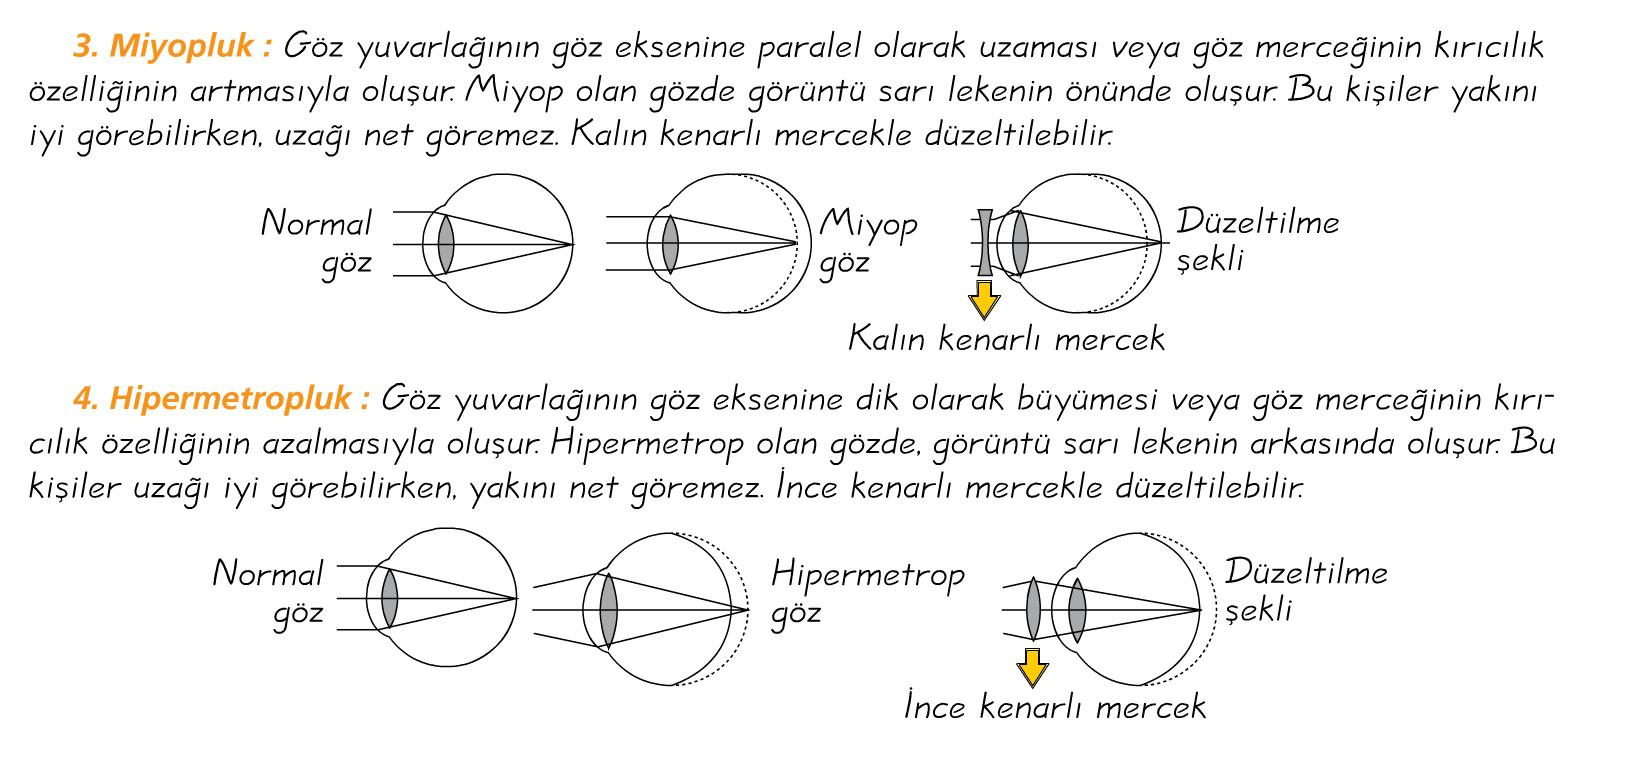 3. Miyopluk : Göz yuvarlağının göz eksenine paralel olarak uzaması veya göz merceğinin kırıcılık
özelliğinin artmasıyla oluşur. Miyop olan gözde görüntü sarı lekenin önünde oluşur. Bu kişiler yakını
iyi görebilirken, uzağı net göremez. Kalın kenarlı mercekle düzeltilebilir.
Normal
göz
Miyop
göz
Düzeltilme
şekli
Kalın kenarlı mercek
4. Hipermetropluk : Göz yuvarlağının göz eksenine dik olarak büyümesi veya göz merceğinin kırı-
cılık özelliğinin azalmasıyla oluşur. Hipermetrop olan gözde, görüntü sarı lekenin arkasında oluşur. Bu
kişiler uzağı iyi görebilirken, yakını net göremez. İnce kenarlı mercekle düzeltilebilir.
Normal
göz
Hipermetrop
göz
Düzeltilme
şekli
İnce kenarlı mercek